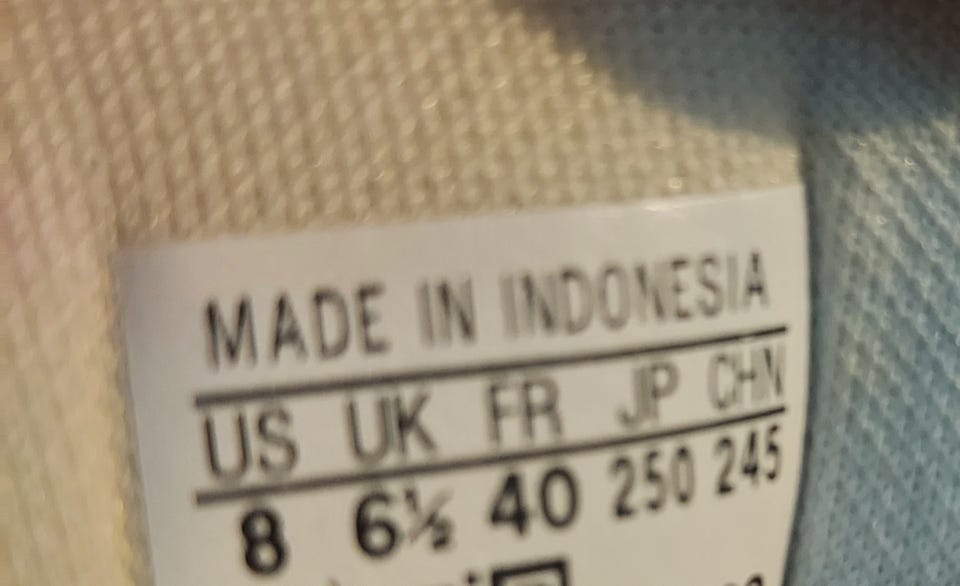 MADE IN INDONESIA
US UK FR JP CHN
8 6½ 40 250 245